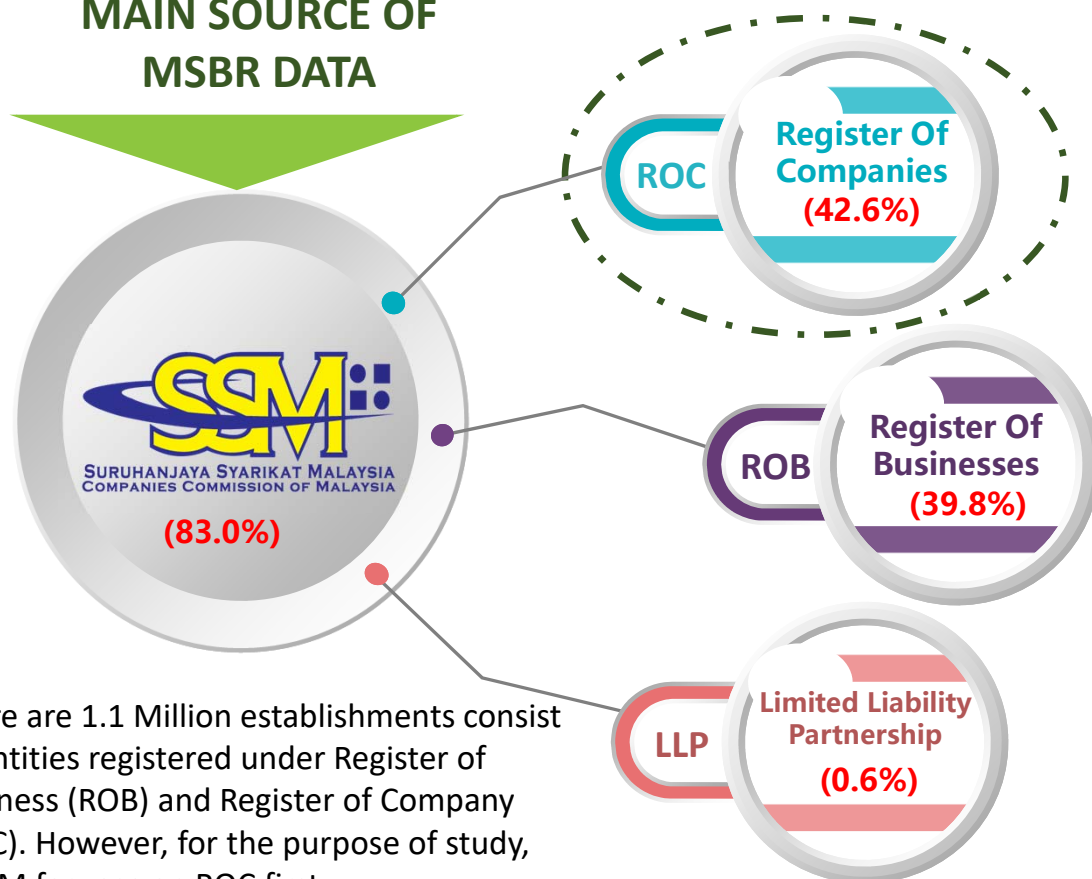 MAIN SOURCE OF
MSBR DATA
SSM
SURUHANJAYA SYARIKAT MALAYSIA
COMPANIES COMMISSION OF MALAYSIA
(83.0%)
ROC
Register Of
Companies
(42.6%)
ROB
Register Of
Businesses
(39.8%)
LLP
Limited Liability
Partnership
(0.6%)
re are 1.1 Million establishments consist
ntities registered under Register of
ness (ROB) and Register of Company
C). However, for the purpose of study,